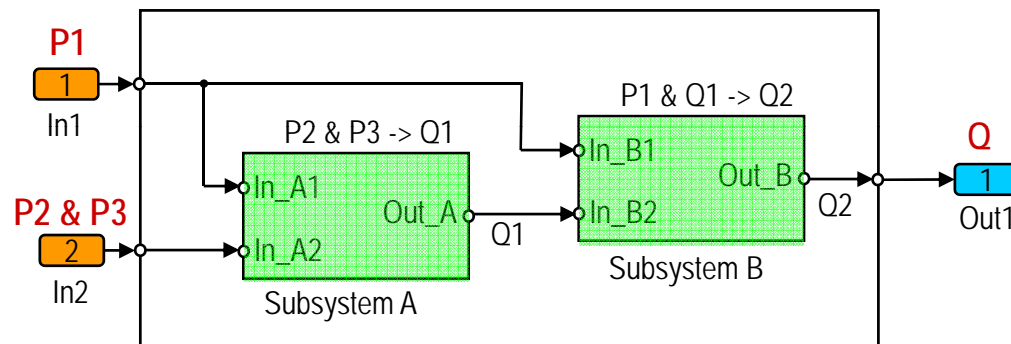 P1
1
In1
P2 & P3
2
In2
P2 & P3 -> Q1
In_A1
Out_A
In_A2
Subsystem A
Q1
P1 & Q1 -> Q2
In_B1
Out_B
In_B2
Subsystem B
Q2
Q
1
Out1